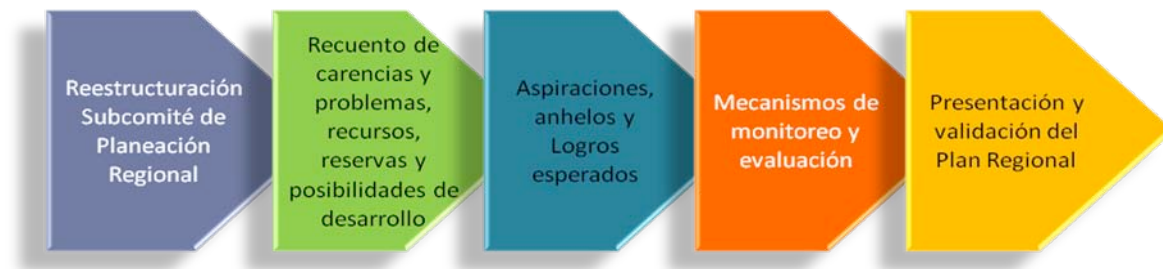 Reestructuración
Subcomité de
Planeación
Regional
Recuento de
carencias y
problemas,
recursos,
reservas y
posibilidades de
desarrollo
Aspiraciones,
anhelos y
Logros
esperados
Mecanismos de
monitoreo y
evaluación
Presentación y
validación del
Plan Regional